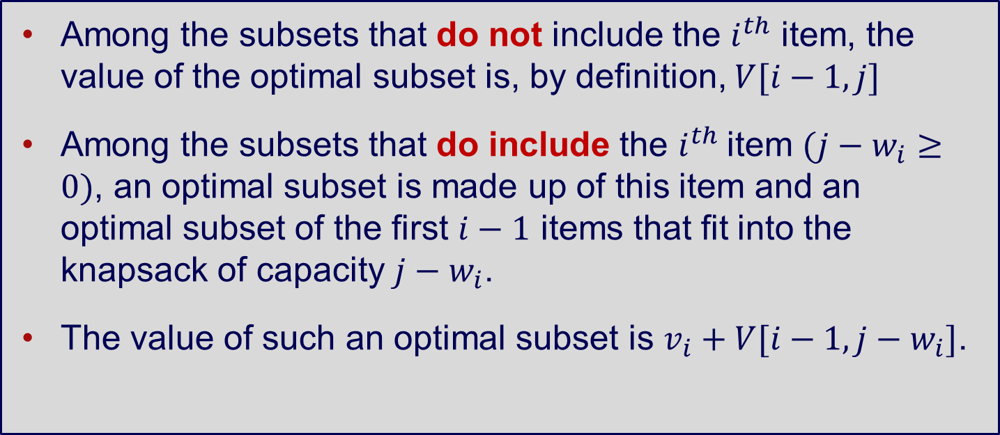 • Among the subsets that do not include the i^{th} item, the
value of the optimal subset is, by definition, V[i − 1, j]
• Among the subsets that do include the i^{th} item (j − w_i ≥
0), an optimal subset is made up of this item and an
optimal subset of the first i − 1 items that fit into the
knapsack of capacity j − w_i.
• The value of such an optimal subset is v_i + V[i − 1, j − w_i].